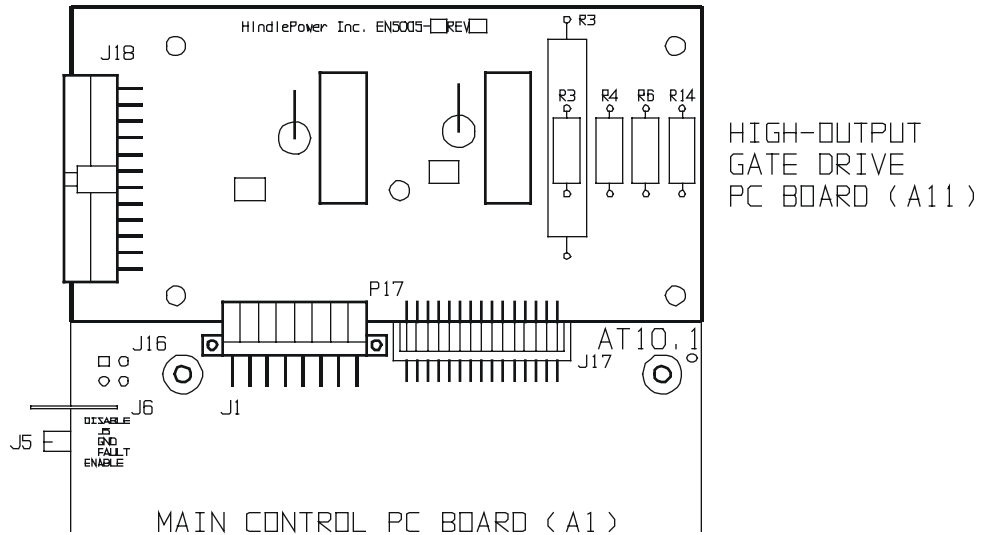 HindlePower Inc. EN5005-□REV□
R3
J18
R3 R4 R6 R14
HIGH-OUTPUT
GATE DRIVE
PC BOARD (A11)
P17
J16
AT10.1
J17
J6
J1
DISABLE
J5
J5
GND
FAULT
ENABLE
MAIN CONTROL PC BOARD (A1)